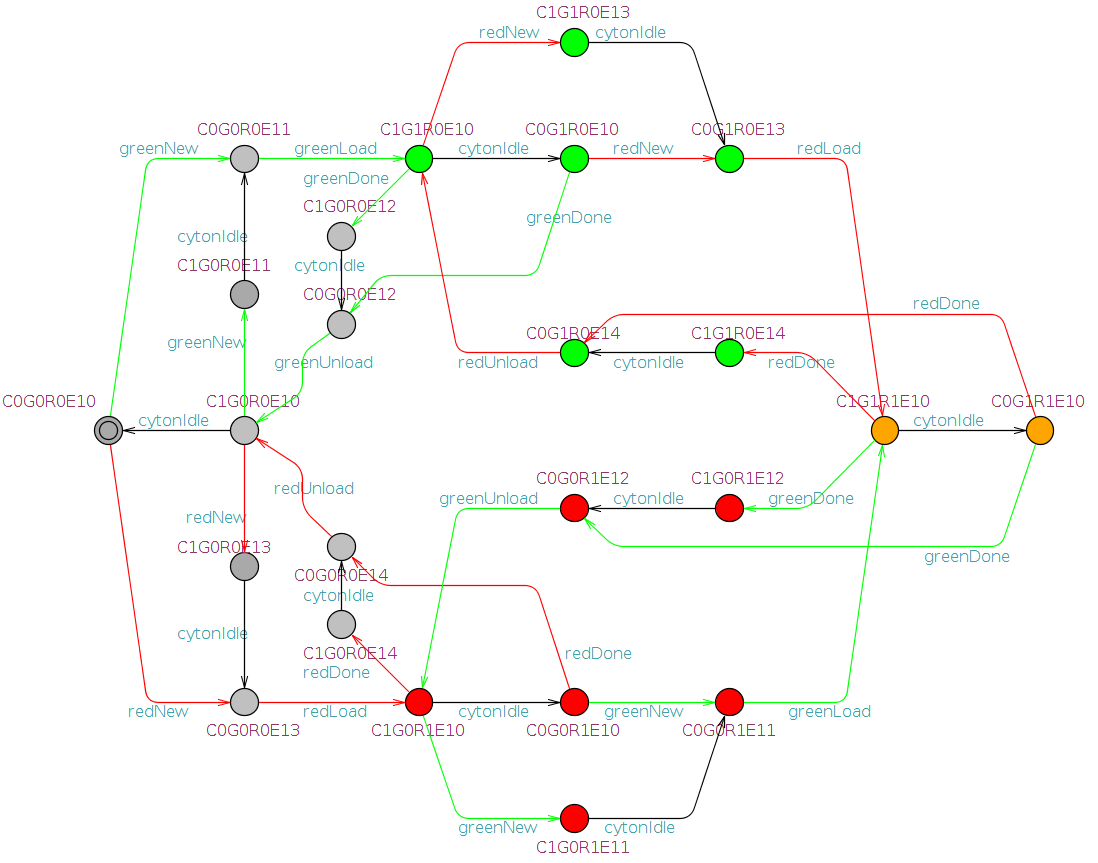 C1G1R0E13
redNew
cytonIdle
C0G0R0E11
C1G1R0E10
C0G1R0E10
C0G1R0E13
greenNew
greenLoad
cytonIdle
redNew
redLoad
greenDone
C1G0R0E12
greenDone
cytonIdle
C1G0R0E11
cytonIdle
C0G0R0E12
redDone
C0G1R0E14
C1G1R0E14
greenNew
greenUnload
redUnload
cytonIdle
redDone
C0G0R0E10
C1G0R0E10
C1G1R1E10
C0G1R1E10
cytonIdle
cytonIdle
C0G0R1E12
C1G0R1E12
redUnload
greenUnload
cytonIdle
greenDone
redNew
C1G0R0E13
greenDone
C0G0R0E14
cytonIdle
cytonIdle
C1G0R0E14
redDone
redDone
redNew
redLoad
cytonIdle
greenNew
greenLoad
C0G0R0E13
C1G0R1E10
C0G0R1E10
C0G0R1E11
greenNew
cytonIdle
C1G0R1E11